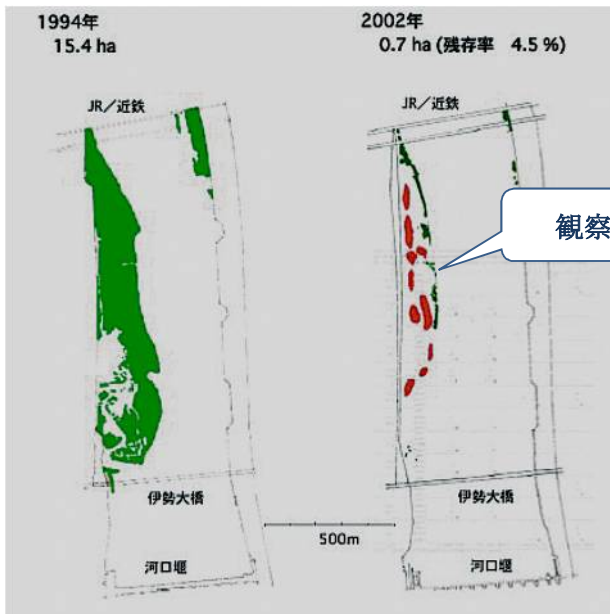 1994年
15.4 ha
JR／近鉄
伊勢大橋
500m
河口堰
2002年
0.7 ha (残存率 4.5 %)
JR／近鉄
観察
伊勢大橋
河口堰